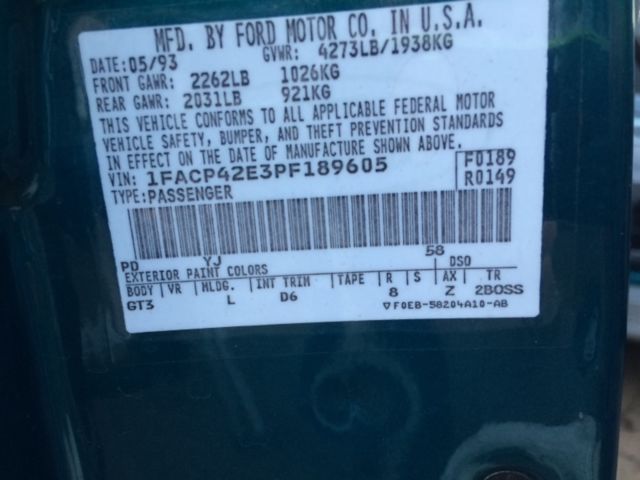 MFD. BY FORD MOTOR CO. IN U.S.A.
DATE: 05/93 GVWR: 4273LB/1938KG
FRONT GAWR: 2262LB 1026KG
REAR GAWR: 2031LB 921KG
THIS VEHICLE CONFORMS TO ALL APPLICABLE FEDERAL MOTOR
VEHICLE SAFETY, BUMPER, AND THEFT PREVENTION STANDARDS
IN EFFECT ON THE DATE OF MANUFACTURE SHOWN ABOVE.
VIN: 1FACP42E3PF189605 F0189
TYPE: PASSENGER R0149
PD YJ 58
EXTERIOR PAINT COLORS DSO
BODY VR MLDG. INT TRIM TAPE R S AX TR
GT3 L D6 8 Z 2BOSS
▽F0EB-58204A10-AB